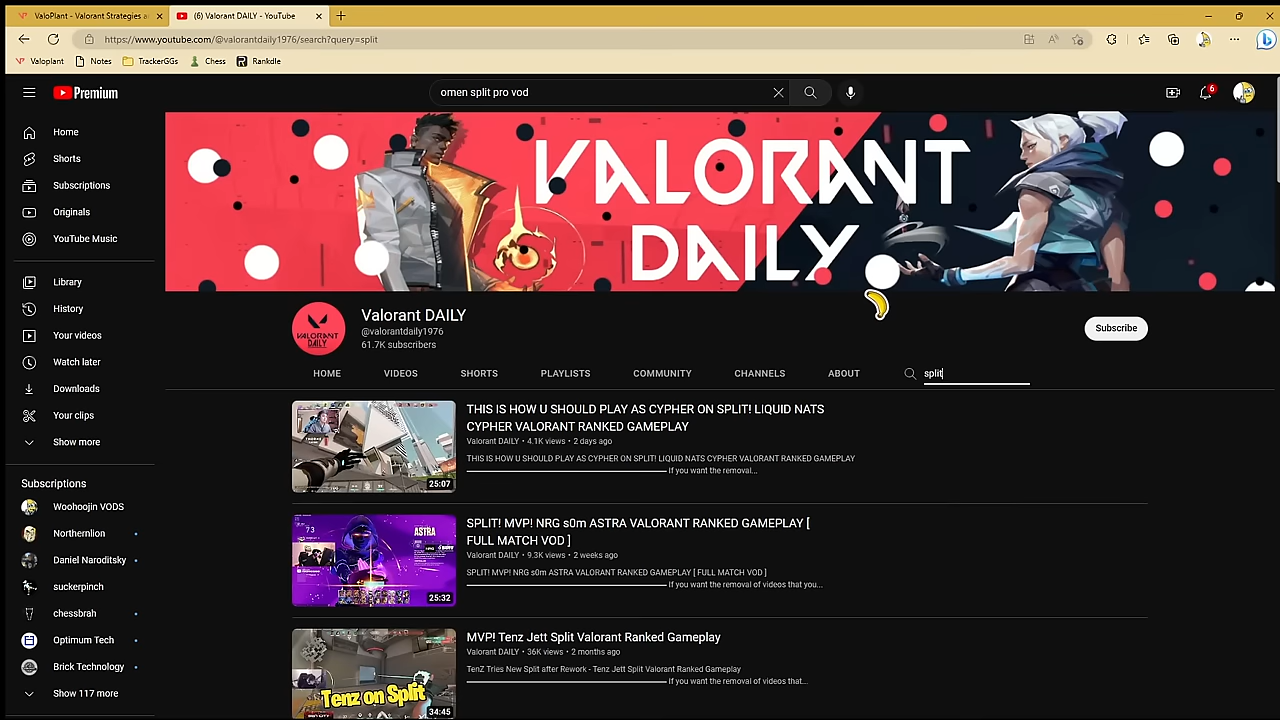 ValoPlant - Valorant Strategies a
(6) Valorant DAILY - YouTube
https://www.youtube.com/@valorantdaily1976/search?query=split
Valoplant
Notes
TrackerGGs
Chess
Rankdle
Premium
omen split pro vod
6
Home
Shorts
Subscriptions
Originals
YouTube Music
Library
History
Your videos
Watch later
Downloads
Your clips
Show more
Subscriptions
Woohoojin VODS
Northernlion
Daniel Naroditsky
suckerpinch
chessbrah
Optimum Tech
Brick Technology
Show 117 more
VALORANT
DAILY
VALORANT
DAILY
Valorant DAILY
@valorantdaily1976
61.7K subscribers
Subscribe
HOME
VIDEOS
SHORTS
PLAYLISTS
COMMUNITY
CHANNELS
ABOUT
split
25:07
THIS IS HOW U SHOULD PLAY AS CYPHER ON SPLIT! LIQUID NATS
CYPHER VALORANT RANKED GAMEPLAY
Valorant DAILY • 4.1K views • 2 days ago
THIS IS HOW U SHOULD PLAY AS CYPHER ON SPLIT! LIQUID NATS CYPHER VALORANT RANKED GAMEPLAY
If you want the removal...
73
ASTRA
25:32
SPLIT! MVP! NRG s0m ASTRA VALORANT RANKED GAMEPLAY [
FULL MATCH VOD ]
Valorant DAILY • 9.3K views • 2 weeks ago
SPLIT! MVP! NRG s0m ASTRA VALORANT RANKED GAMEPLAY [ FULL MATCH VOD ]
If you want the removal of videos that you...
Tenz on Split
34:45
MVP! Tenz Jett Split Valorant Ranked Gameplay
Valorant DAILY • 36K views • 2 months ago
TenZ Tries New Split after Rework - Tenz Jett Split Valorant Ranked Gameplay
If you want the removal of videos that...